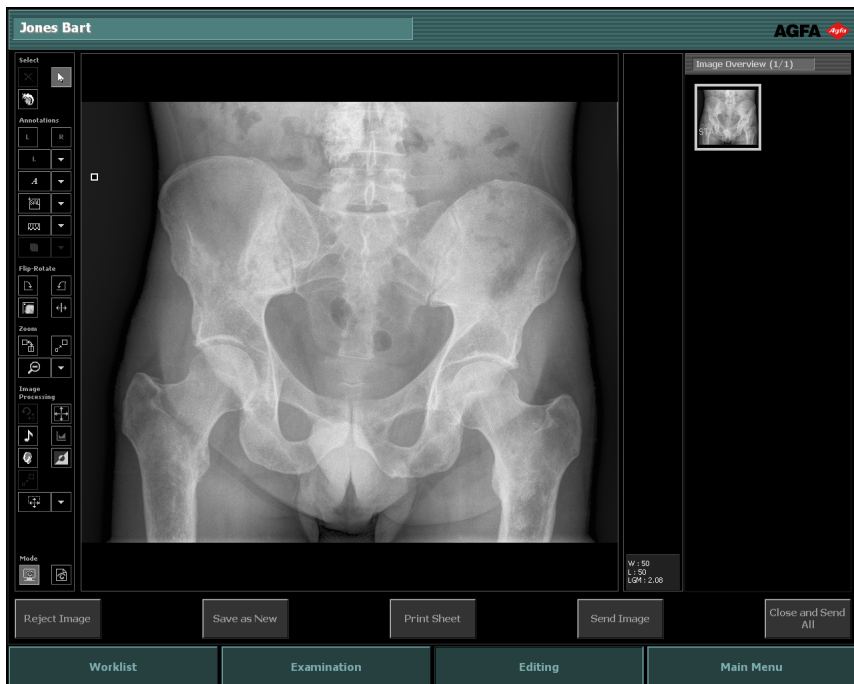 Jones Bart
AGFA
Agfa
Select
Annotations
L R
L
A
Flip-Rotate
Zoom
Image
Processing
Mode
Image Overview (1/1)
W : 50
L : 50
LGM : 2.08
Reject Image
Save as New
Print Sheet
Send Image
Close and Send
All
Worklist
Examination
Editing
Main Menu